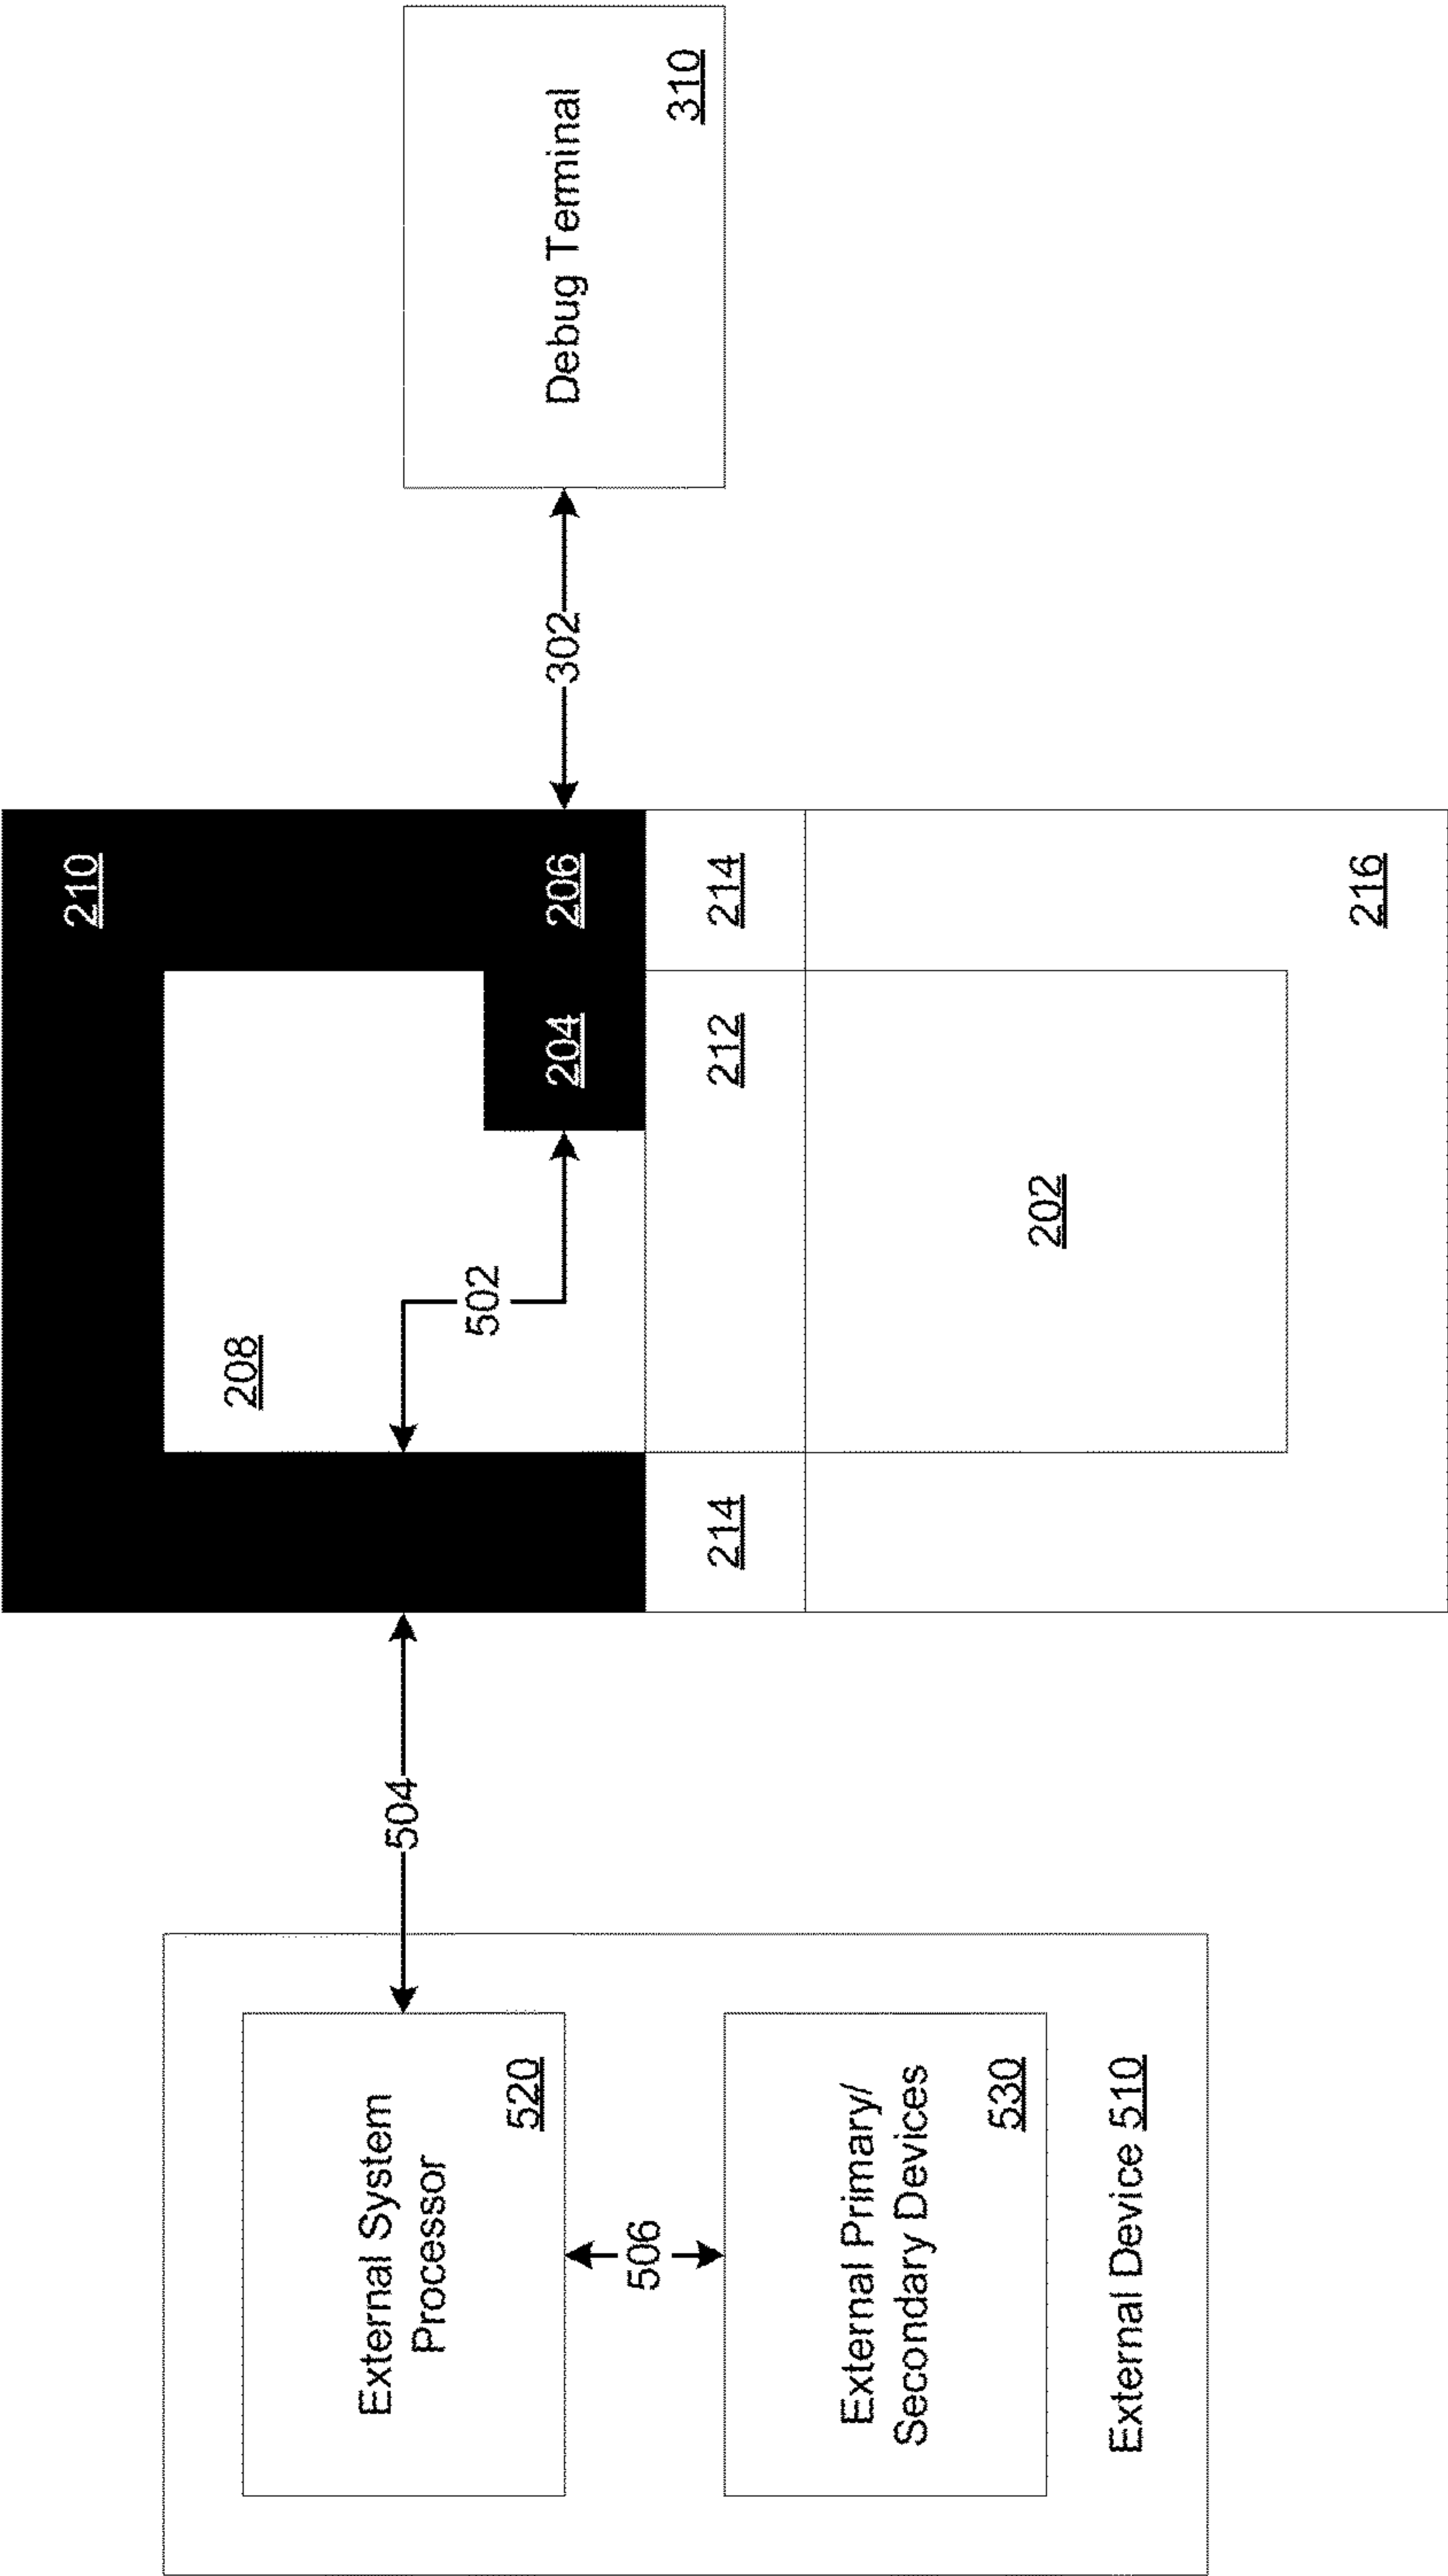 External System
Processor
520
506
External Primary/
Secondary Devices
530
External Device 510
504
210
208
502
204
206
214
212
214
202
216
302
Debug Terminal
310